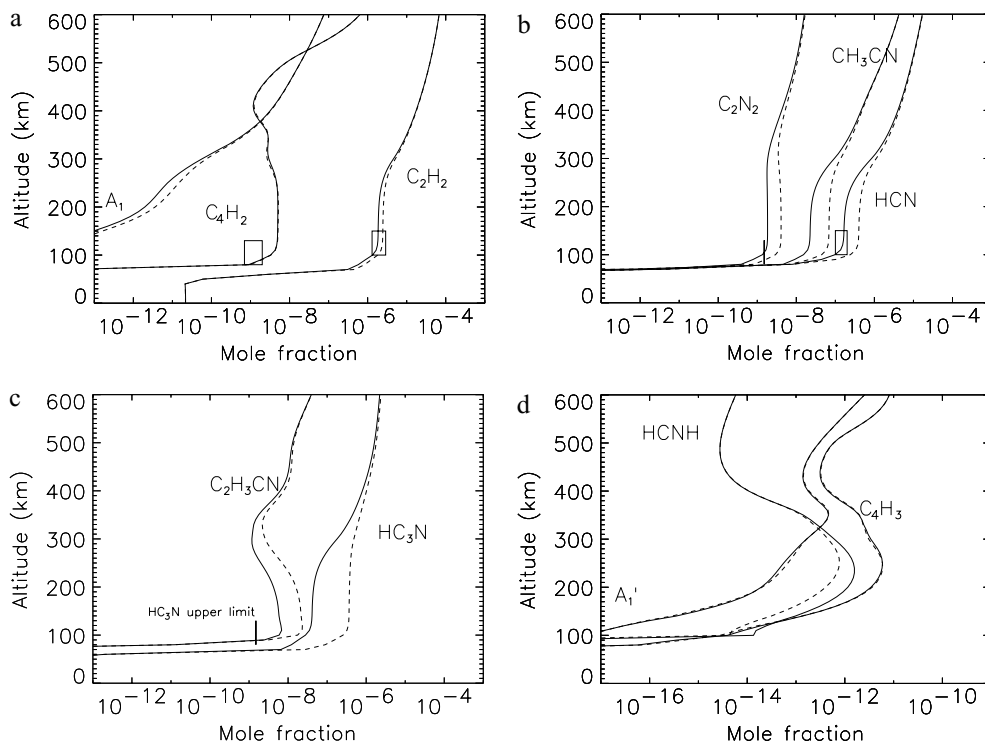 a
600
500
400
300
200
100
0
Altitude (km)
A₁
C₄H₂
C₂H₂
10⁻¹² 10⁻¹⁰ 10⁻⁸ 10⁻⁶ 10⁻⁴
Mole fraction
b
600
500
400
300
200
100
0
Altitude (km)
C₂N₂
CH₃CN
HCN
10⁻¹² 10⁻¹⁰ 10⁻⁸ 10⁻⁶ 10⁻⁴
Mole fraction
c
600
500
400
300
200
100
0
Altitude (km)
C₂H₃CN
HC₃N
HC₃N upper limit
10⁻¹² 10⁻¹⁰ 10⁻⁸ 10⁻⁶ 10⁻⁴
Mole fraction
d
600
500
400
300
200
100
0
Altitude (km)
HCNH
C₄H₃
A₁'
10⁻¹⁶ 10⁻¹⁴ 10⁻¹² 10⁻¹⁰
Mole fraction